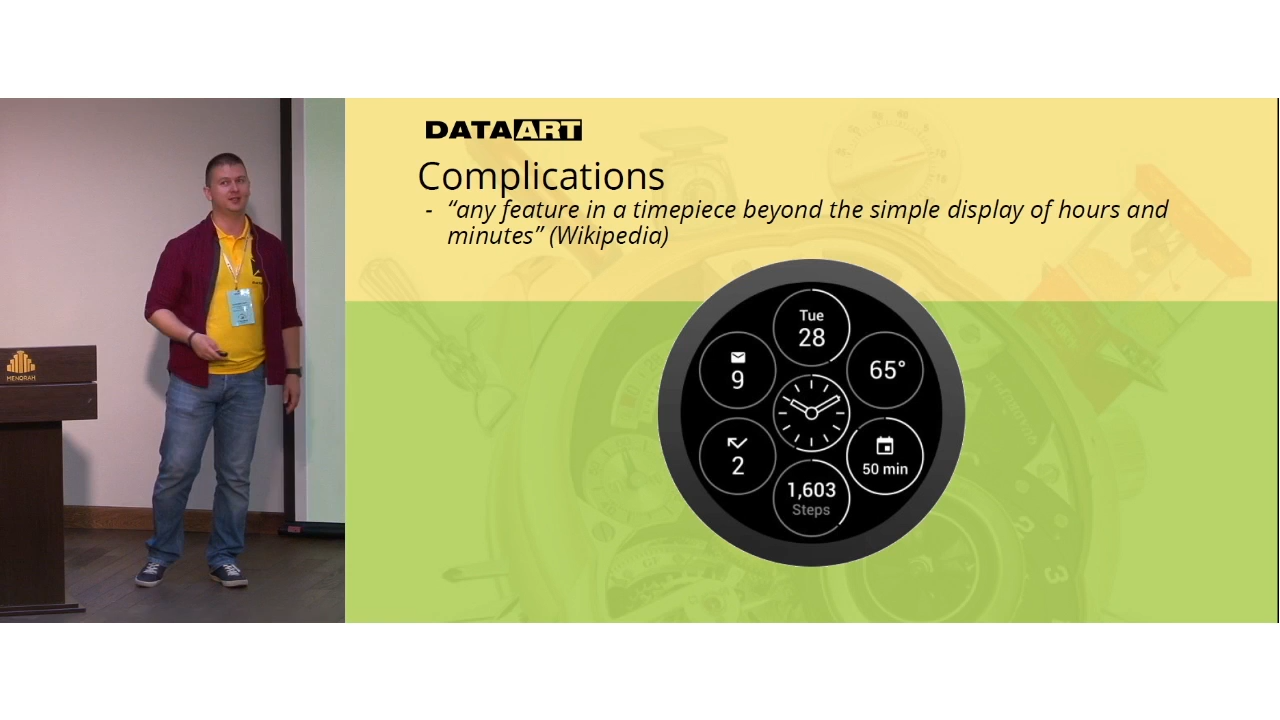 DATAART
Complications
- “any feature in a timepiece beyond the simple display of hours and
minutes” (Wikipedia)
Tue
28
9
65°
2
50 min
1,603
Steps
MENORAH